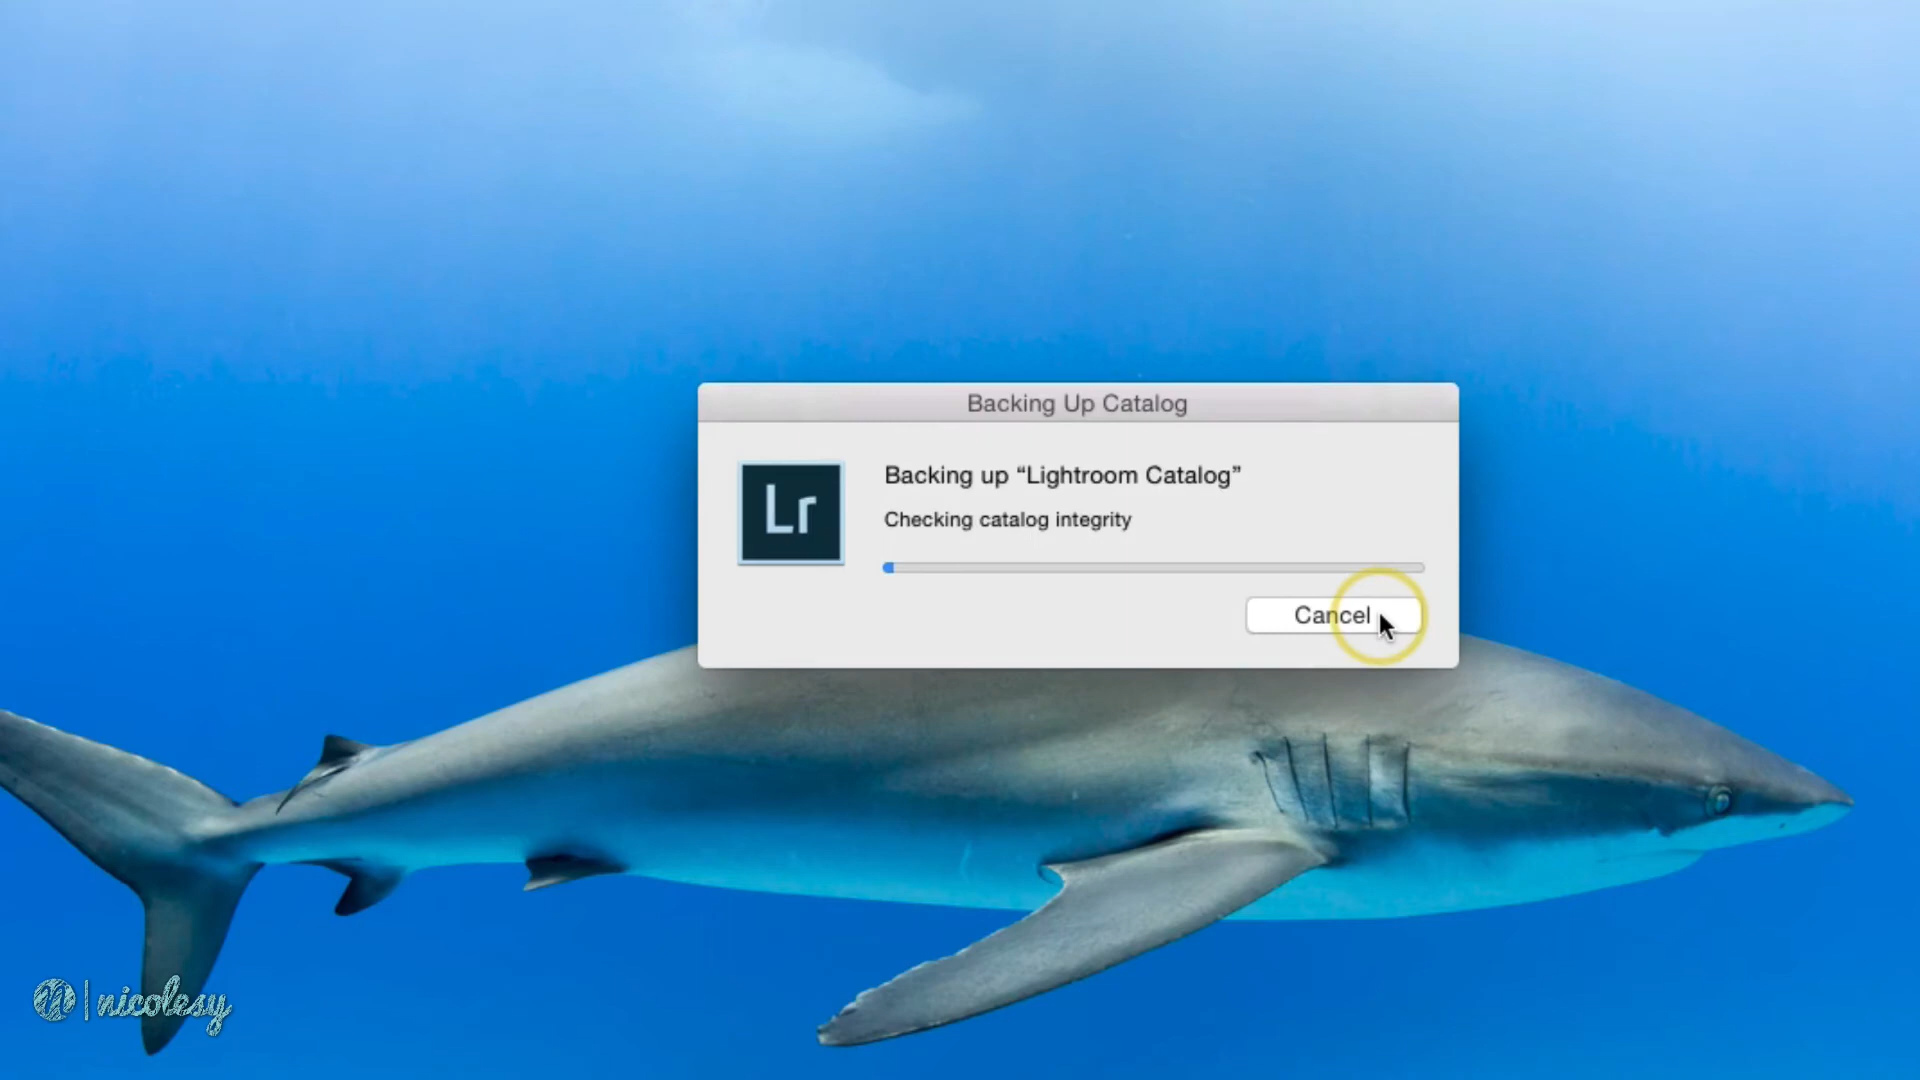 Backing Up Catalog
Lr
Backing up “Lightroom Catalog”
Checking catalog integrity
Cancel
n | nicolesy